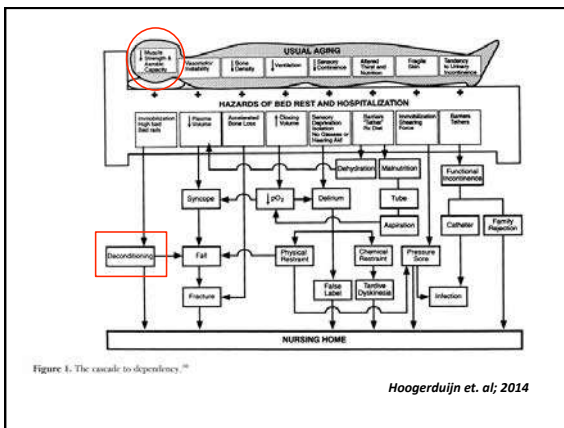 USUAL AGING
↓ Muscle
Strength &
Aerobic
Capacity
Vasomotor
Instability
↓ Bone
Density
↓ Ventilation
↓ Sensory
Continence
Altered
Thirst and
Nutrition
Fragile
Skin
Tendency
to Urinary
Incontinence
HAZARDS OF BED REST AND HOSPITALIZATION
Immobilization
High bed
Bed rails
↓ Plasma
Volume
Accelerated
Bone Loss
↑ Closing
Volume
Sensory
Deprivation
Isolation
No Glasses or
Hearing Aid
Barriers
"Tether"
Rx Diet
Immobilization
Shearing
Force
Barriers
Tethers
Dehydration
Malnutrition
Functional
Incontinence
Syncope
↓ pO2
Delirium
Tube
Aspiration
Catheter
Family
Rejection
Deconditioning
Fall
Physical
Restraint
Chemical
Restraint
Pressure
Sore
Fracture
False
Label
Tardive
Dyskinesia
Infection
NURSING HOME
Figure 1. The cascade to dependency.
Hoogerduijn et. al; 2014